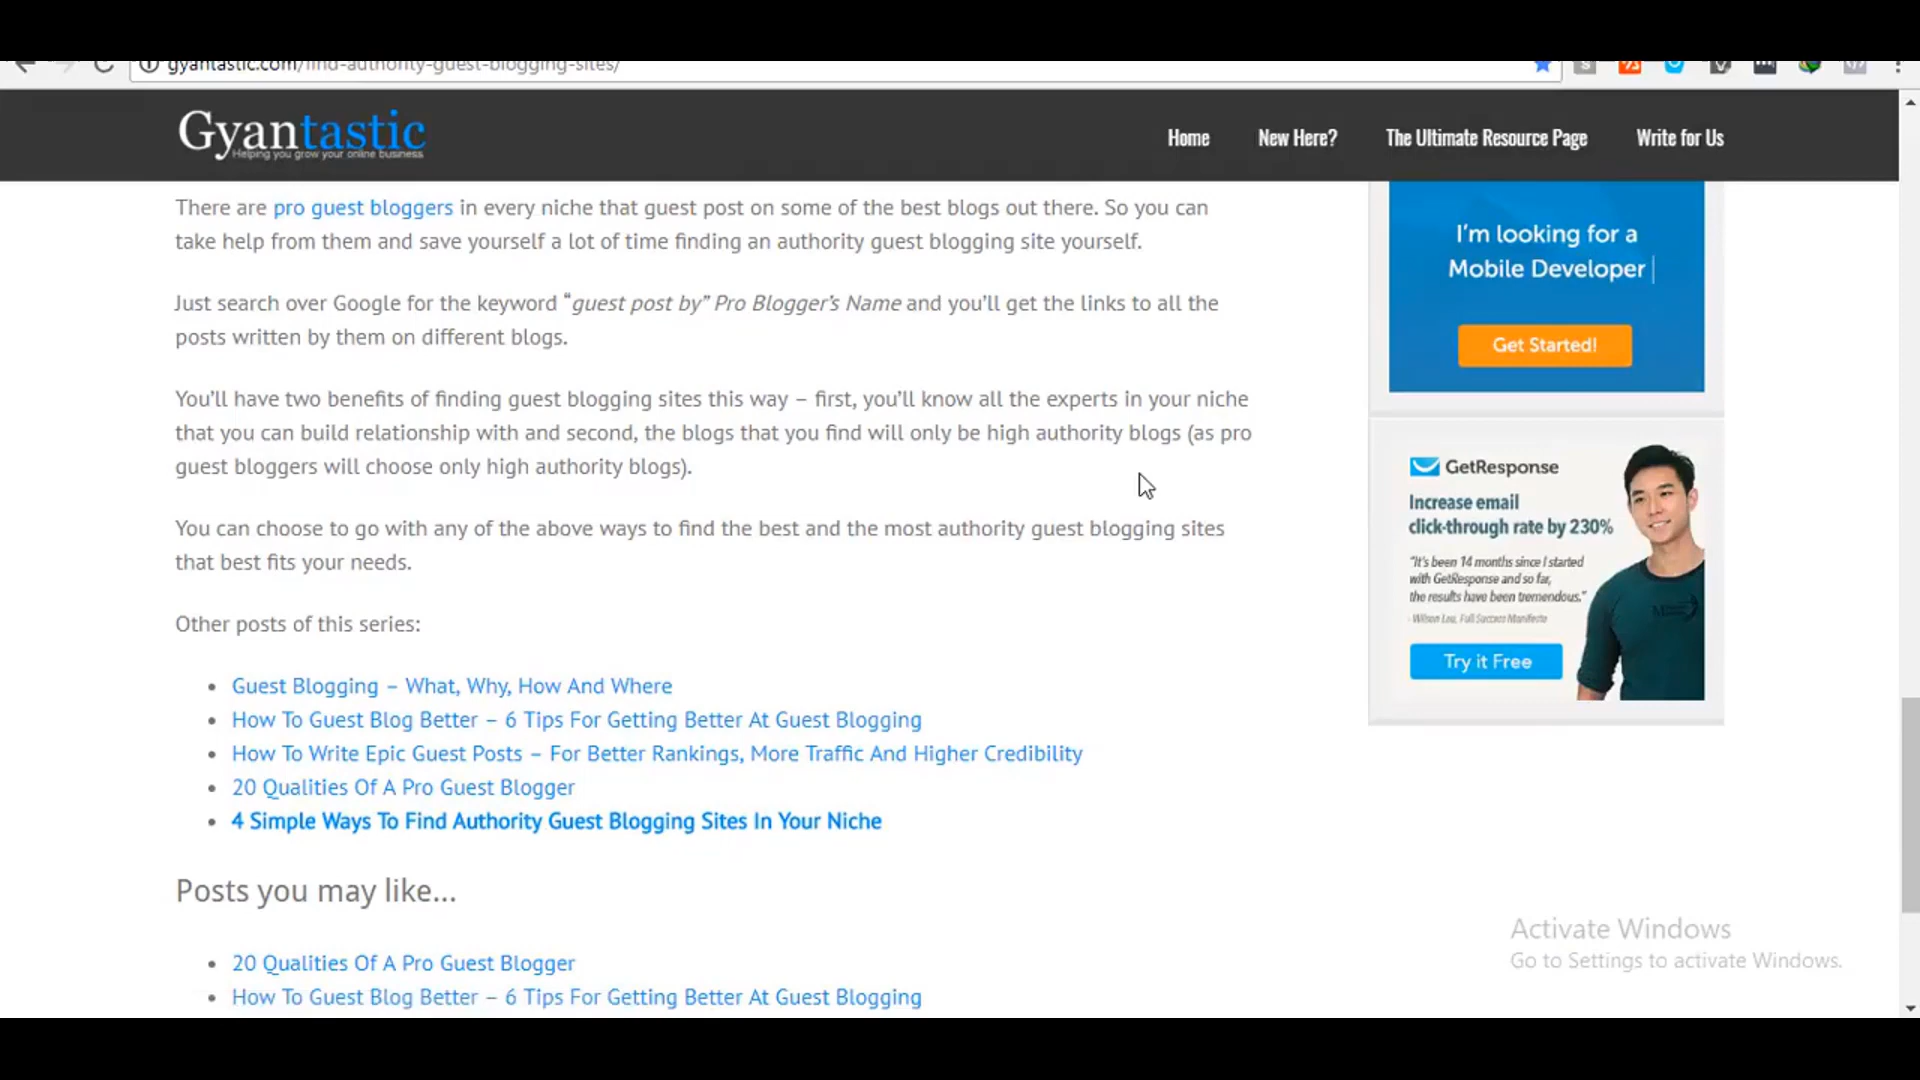 gyantastic.com/find-authority-guest-blogging-sites/
Gyantastic
Helping you grow your online business
Home New Here? The Ultimate Resource Page Write for Us
There are pro guest bloggers in every niche that guest post on some of the best blogs out there. So you can
take help from them and save yourself a lot of time finding an authority guest blogging site yourself.
Just search over Google for the keyword “guest post by” Pro Blogger’s Name and you’ll get the links to all the
posts written by them on different blogs.
You’ll have two benefits of finding guest blogging sites this way – first, you’ll know all the experts in your niche
that you can build relationship with and second, the blogs that you find will only be high authority blogs (as pro
guest bloggers will choose only high authority blogs).
You can choose to go with any of the above ways to find the best and the most authority guest blogging sites
that best fits your needs.
Other posts of this series:
• Guest Blogging – What, Why, How And Where
• How To Guest Blog Better – 6 Tips For Getting Better At Guest Blogging
• How To Write Epic Guest Posts – For Better Rankings, More Traffic And Higher Credibility
• 20 Qualities Of A Pro Guest Blogger
• 4 Simple Ways To Find Authority Guest Blogging Sites In Your Niche
Posts you may like...
• 20 Qualities Of A Pro Guest Blogger
• How To Guest Blog Better – 6 Tips For Getting Better At Guest Blogging
I’m looking for a
Mobile Developer
Get Started!
GetResponse
Increase email
click-through rate by 230%
“It’s been 14 months since I started
with GetResponse and so far,
the results have been tremendous.”
- Wilson Lau, Full Success Manifesto
Try it Free
Activate Windows
Go to Settings to activate Windows.